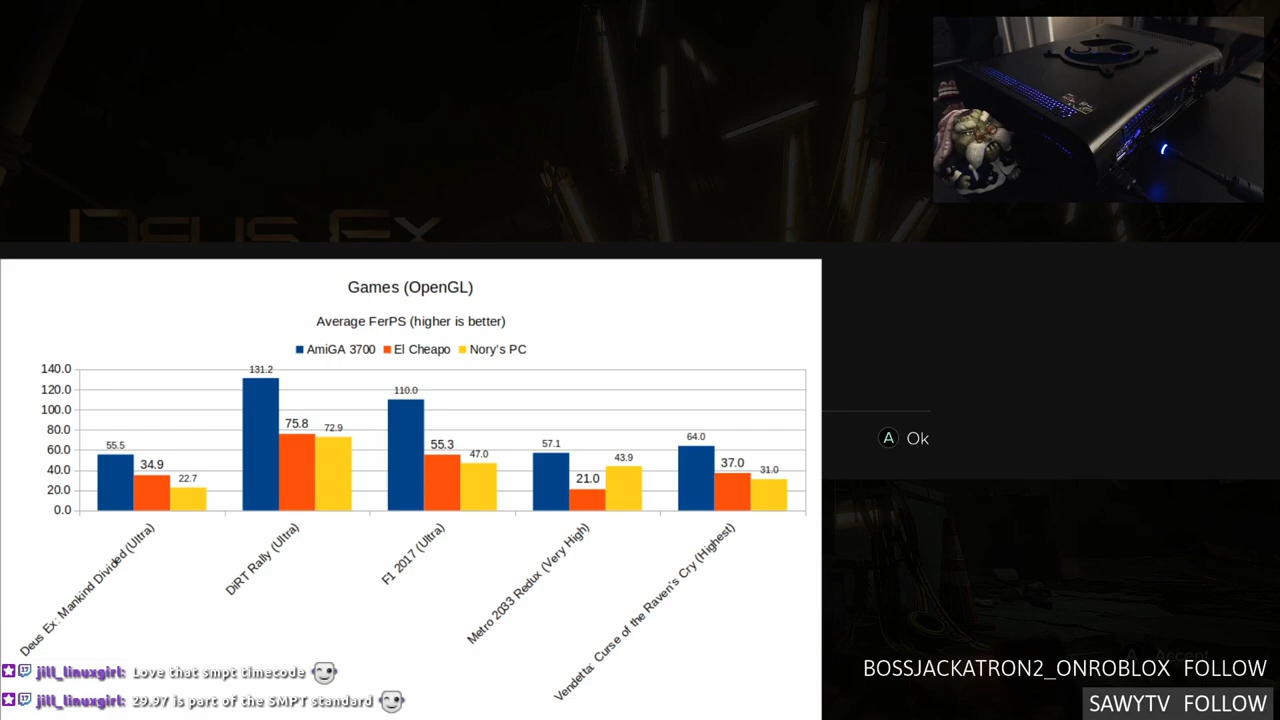 Deus Ex
Games (OpenGL)
Average FerPS (higher is better)
AmiGA 3700 El Cheapo Nory's PC
140.0
120.0
100.0
80.0
60.0
40.0
20.0
0.0
55.5 34.9 22.7
131.2 75.8 72.9
110.0 55.3 47.0
57.1 21.0 43.9
64.0 37.0 31.0
Deus Ex: Mankind Divided (Ultra)
DiRT Rally (Ultra)
F1 2017 (Ultra)
Metro 2033 Redux (Very High)
Vendetta: Curse of the Raven's Cry (Highest)
A Ok
A Accept
jill_linuxgirl: Love that smpt timecode
jill_linuxgirl: 29.97 is part of the SMPT standard
BOSSJACKATRON2_ONROBLOX FOLLOW
SAWYTV FOLLOW